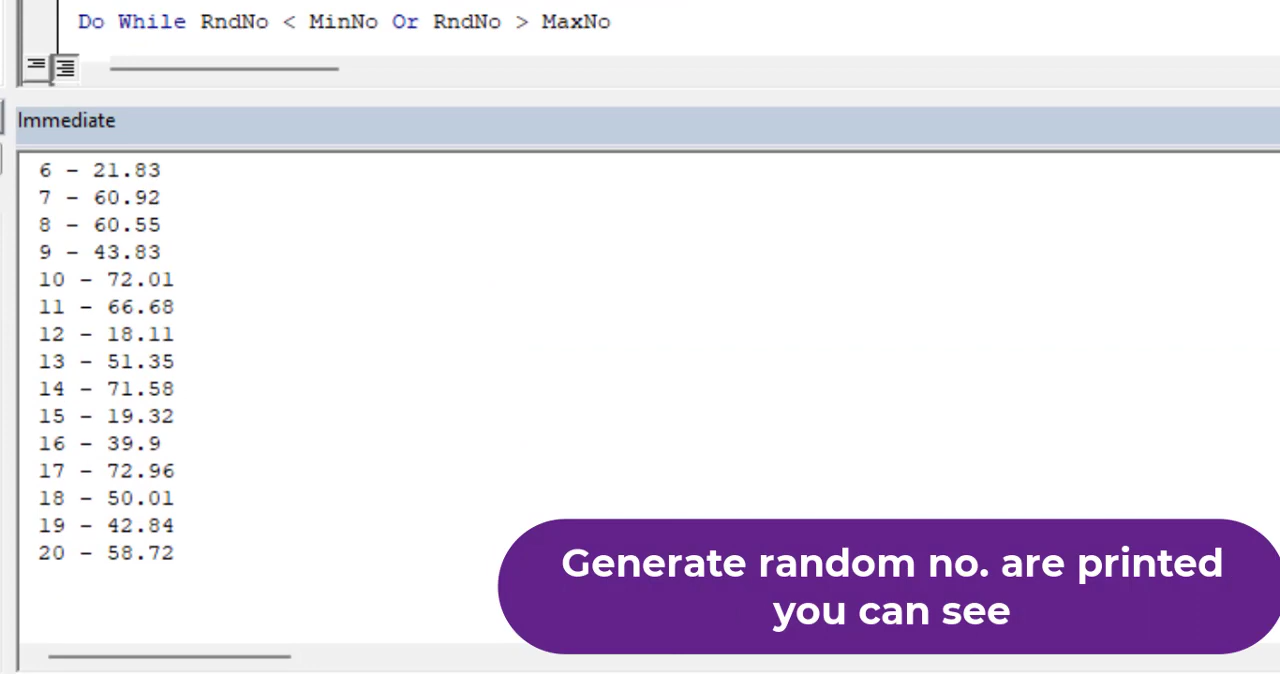 Do While RndNo < MinNo Or RndNo > MaxNo
Immediate
6 - 21.83
7 - 60.92
8 - 60.55
9 - 43.83
10 - 72.01
11 - 66.68
12 - 18.11
13 - 51.35
14 - 71.58
15 - 19.32
16 - 39.9
17 - 72.96
18 - 50.01
19 - 42.84
20 - 58.72
Generate random no. are printed
you can see